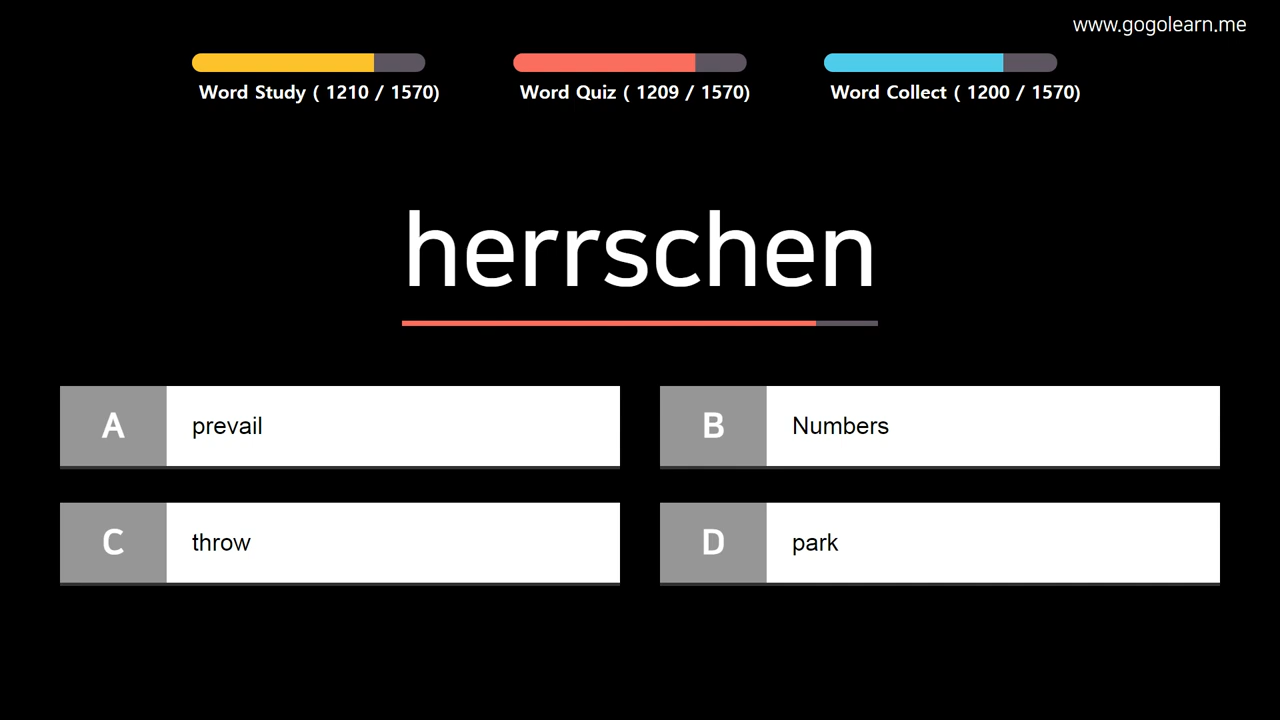 www.gogolearn.me
Word Study ( 1210 / 1570)
Word Quiz ( 1209 / 1570)
Word Collect ( 1200 / 1570)
herrschen
A prevail
B Numbers
C throw
D park